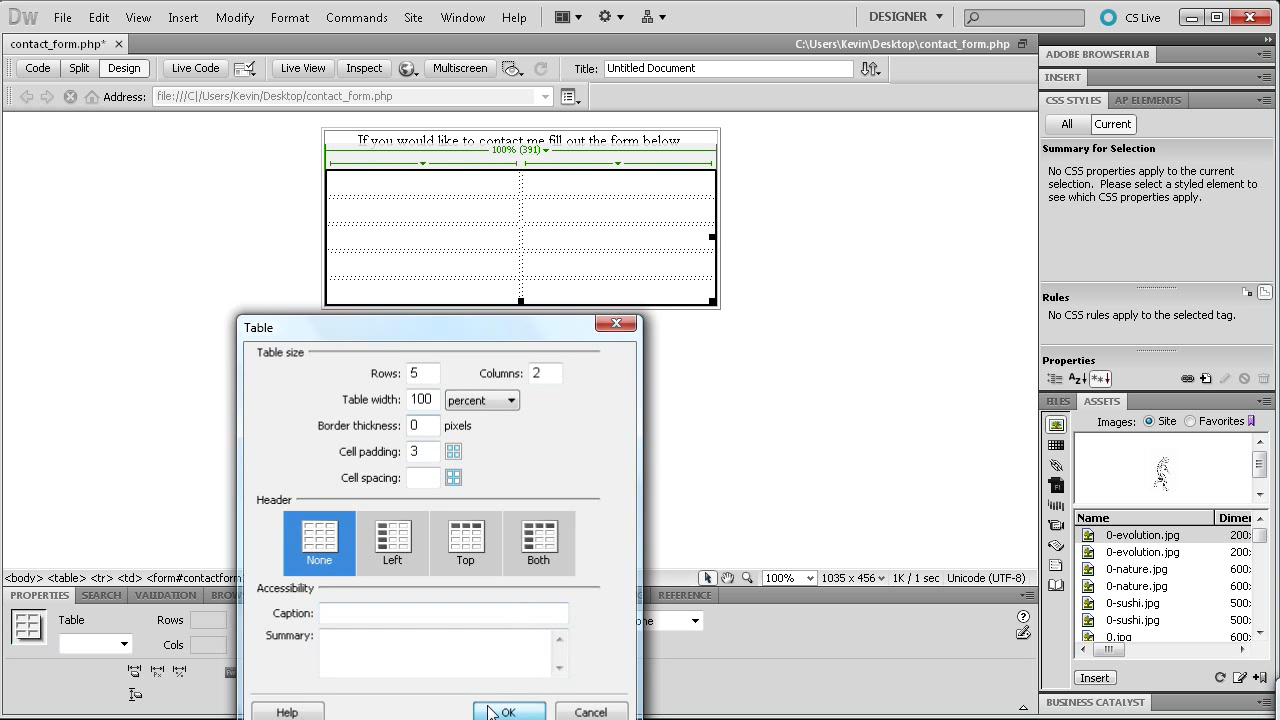 Dw File Edit View Insert Modify Format Commands Site Window Help DESIGNER CS Live
contact_form.php* C:\Users\Kevin\Desktop\contact_form.php
Code Split Design Live Code Live View Inspect Multiscreen Title: Untitled Document
Address: file:///C|/Users/Kevin/Desktop/contact_form.php
If you would like to contact me fill out the form below
100% (391)
Table
Table size
Rows: 5 Columns: 2
Table width: 100 percent
Border thickness: 0 pixels
Cell padding: 3
Cell spacing:
Header
None Left Top Both
Accessibility
Caption:
Summary:
Help OK Cancel
<body> <table> <tr> <td> <form#contactform 100% 1035 x 456 1K / 1 sec Unicode (UTF-8)
PROPERTIES SEARCH VALIDATION REFERENCE
Table Rows
Cols
ADOBE BROWSERLAB
INSERT
CSS STYLES AP ELEMENTS
All Current
Summary for Selection
No CSS properties apply to the current
selection. Please select a styled element to
see which CSS properties apply.
Rules
No CSS rules apply to the selected tag.
Properties
FILES ASSETS
Images: Site Favorites
Name Dimer
0-evolution.jpg 200:
0-evolution.jpg 200:
0-nature.jpg 600:
0-nature.jpg 600:
0-sushi.jpg 500:
0-sushi.jpg 500:
0.jpg 600:
Insert
BUSINESS CATALYST